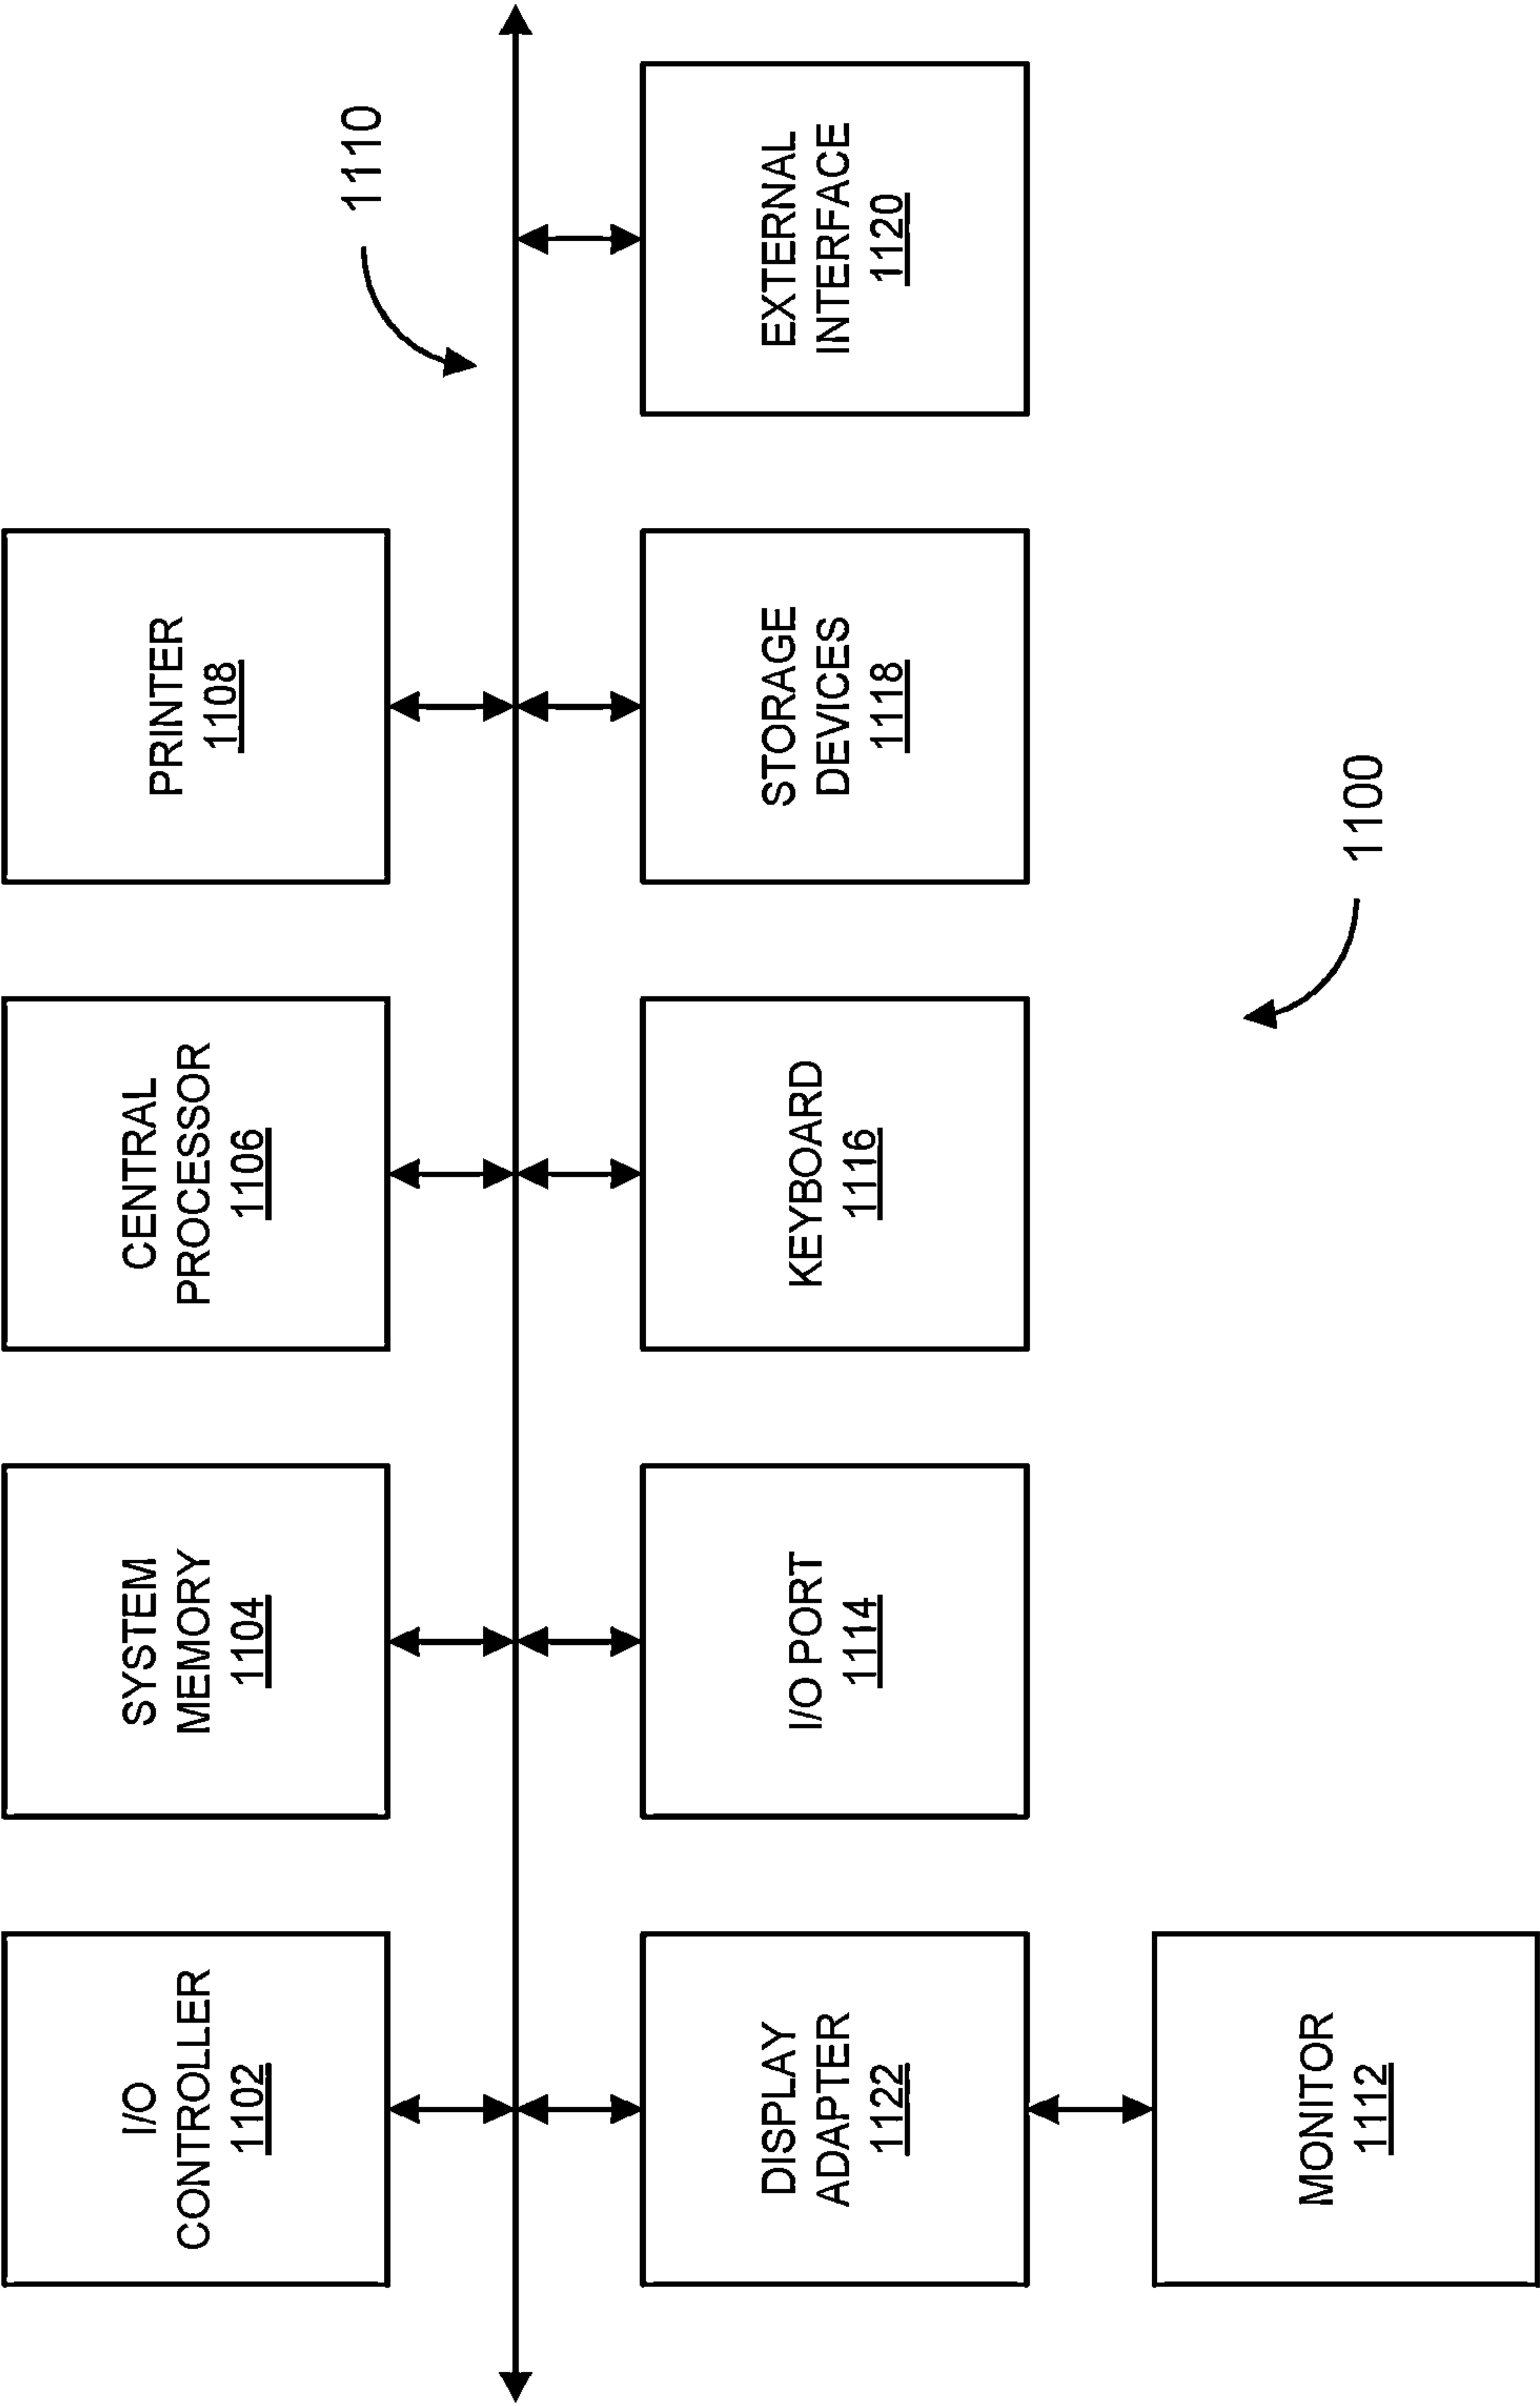 I/O
CONTROLLER
1102
SYSTEM
MEMORY
1104
CENTRAL
PROCESSOR
1106
PRINTER
1108
1110
DISPLAY
ADAPTER
1122
I/O PORT
1114
KEYBOARD
1116
STORAGE
DEVICES
1118
EXTERNAL
INTERFACE
1120
MONITOR
1112
1100